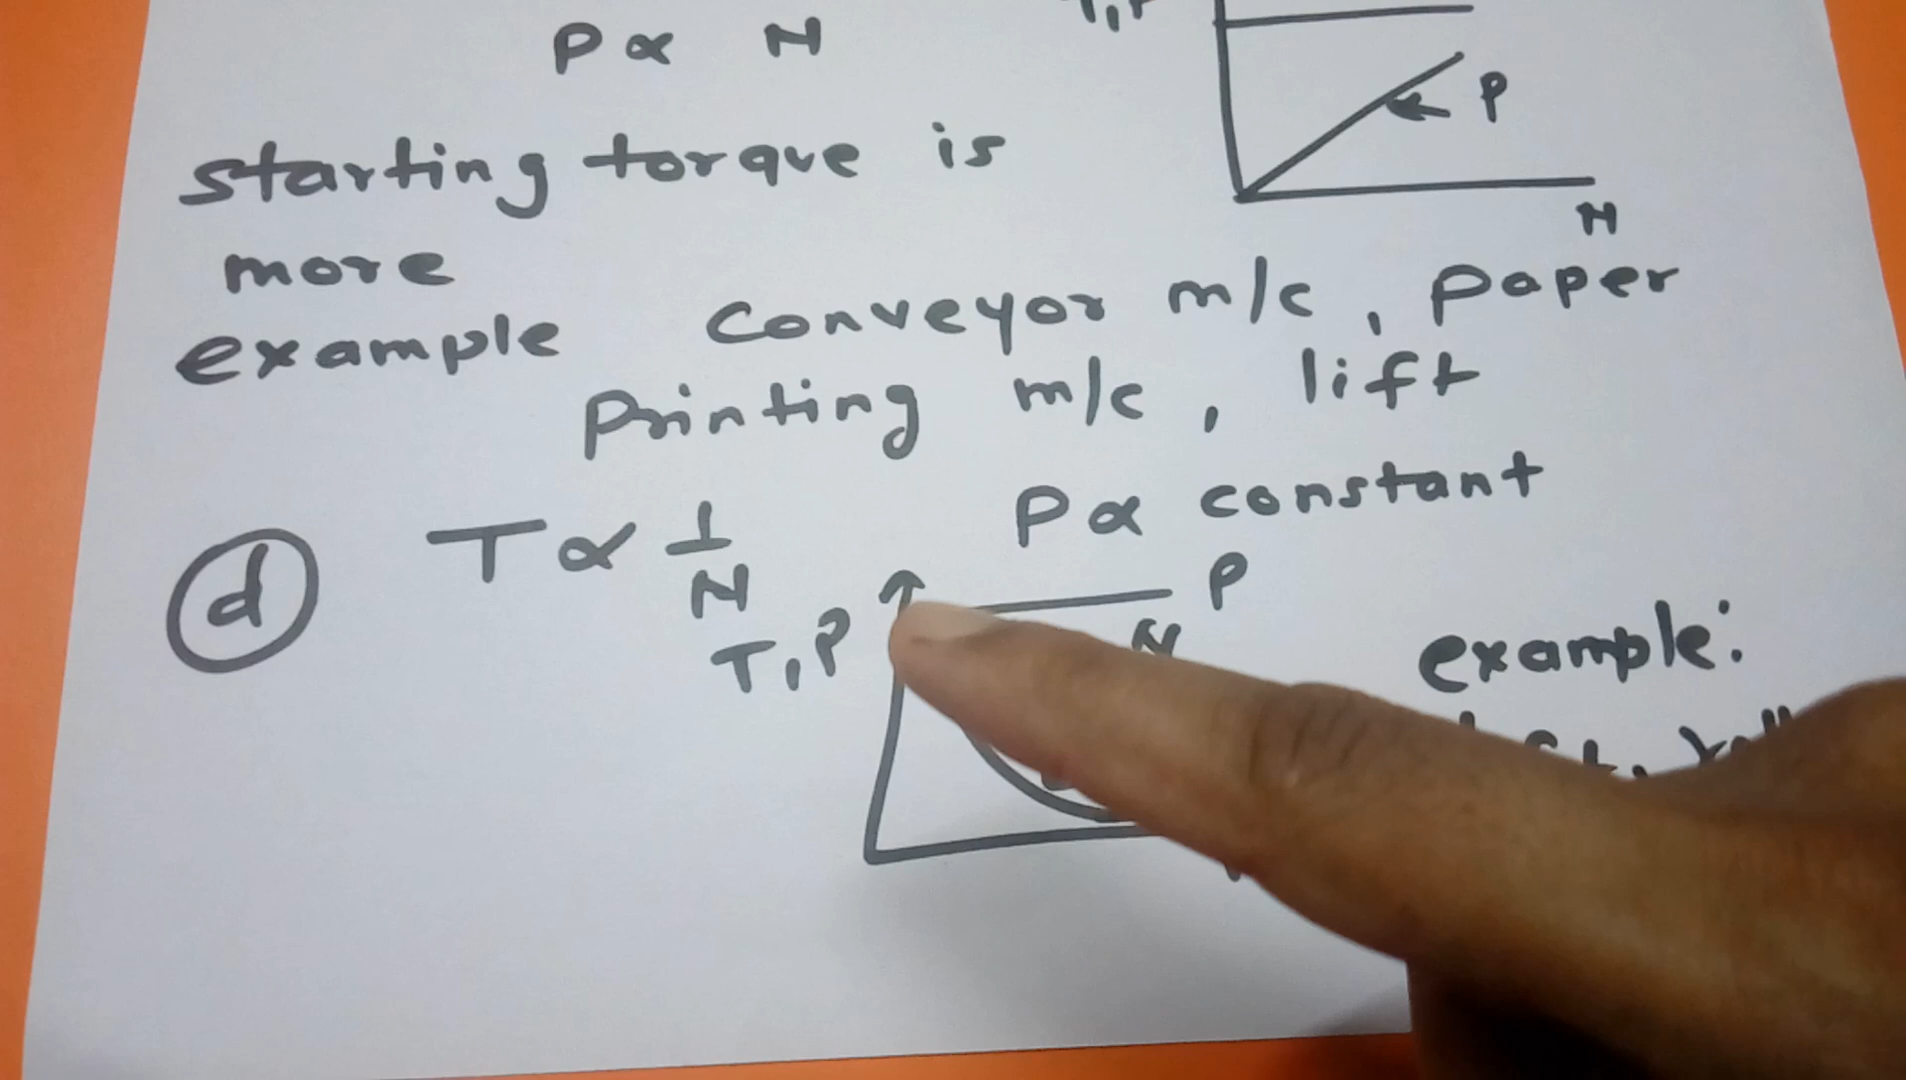 P ∝ N
T, P
P
N
starting torque is
more
example conveyor m/c, paper
printing m/c, lift
d T ∝ 1/N P ∝ constant
P
T, P
N
example: